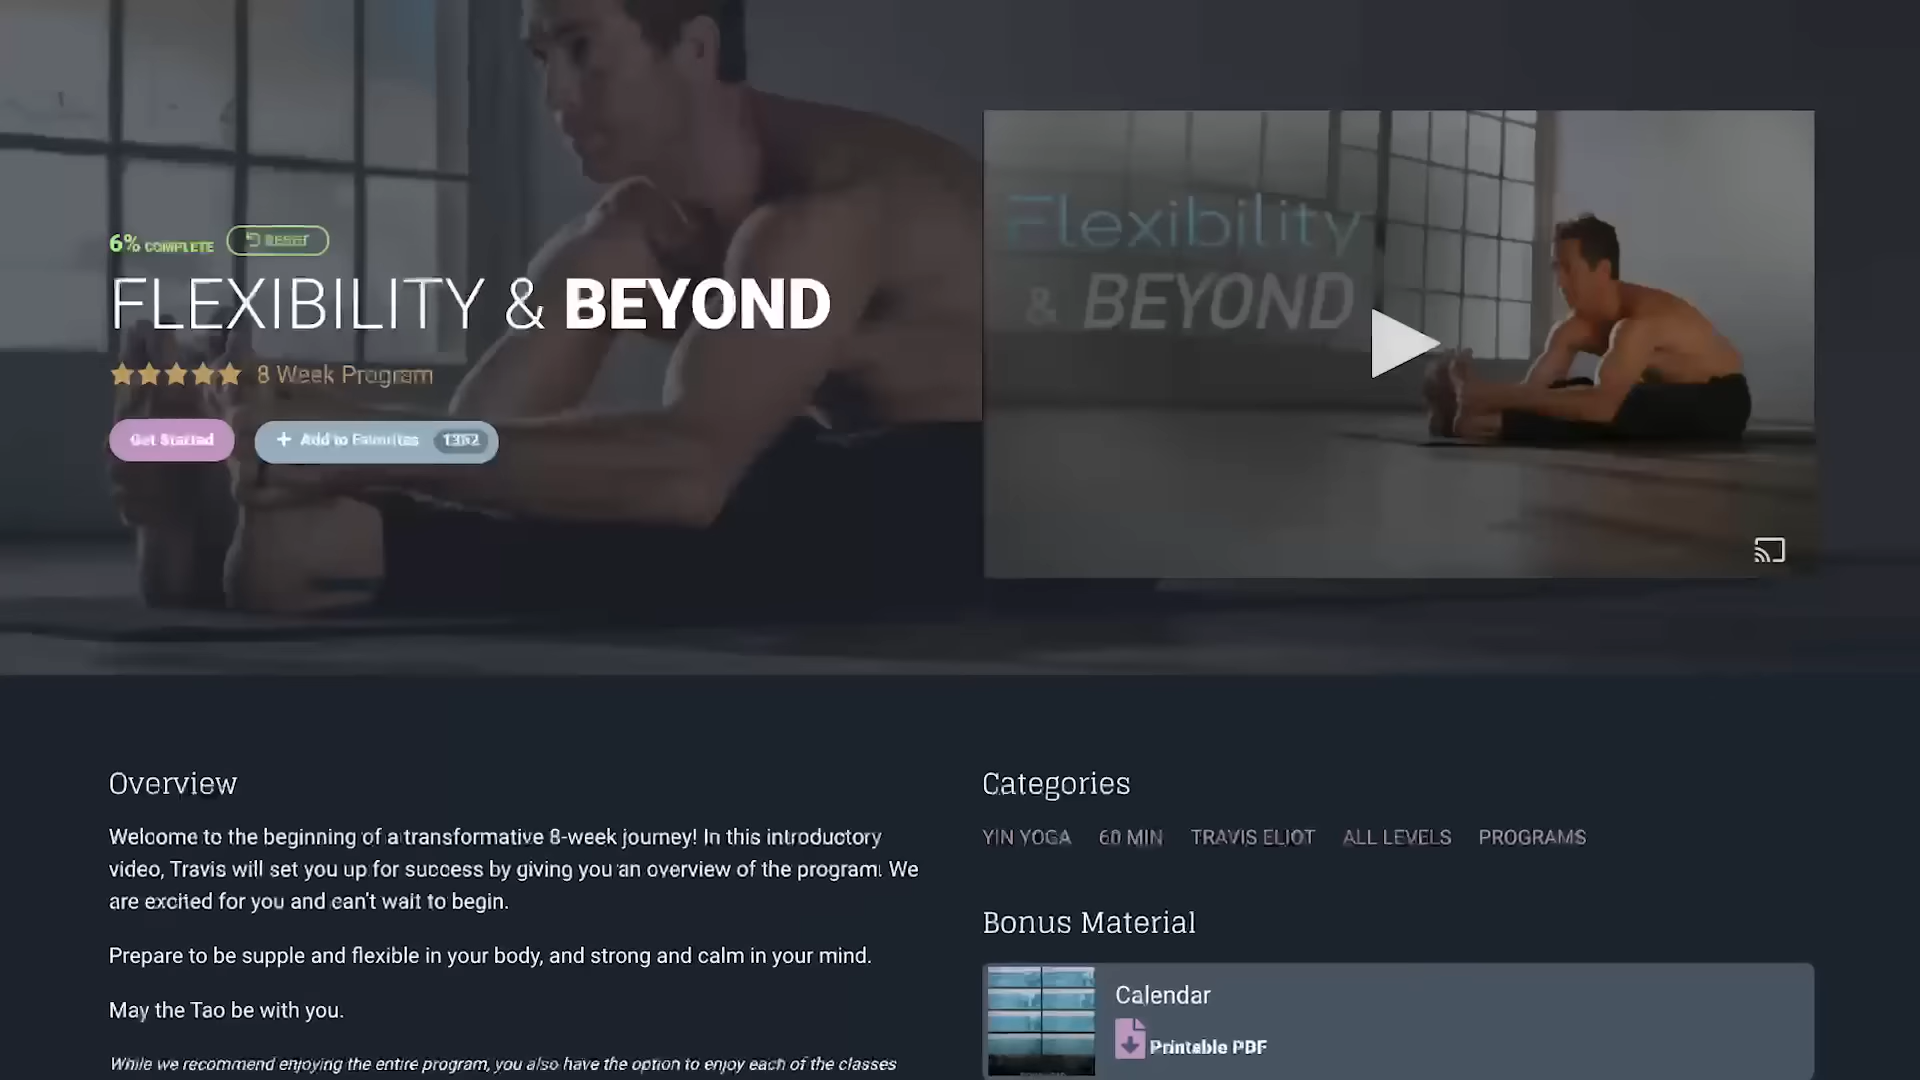 6% COMPLETE RESET
FLEXIBILITY & BEYOND
8 Week Program
Get Started
+ Add to Favorites 1352
Flexibility
& BEYOND
Overview
Welcome to the beginning of a transformative 8-week journey! In this introductory
video, Travis will set you up for success by giving you an overview of the program. We
are excited for you and can't wait to begin.
Prepare to be supple and flexible in your body, and strong and calm in your mind.
May the Tao be with you.
While we recommend enjoying the entire program, you also have the option to enjoy each of the classes
Categories
YIN YOGA 60 MIN TRAVIS ELIOT ALL LEVELS PROGRAMS
Bonus Material
Calendar
Printable PDF